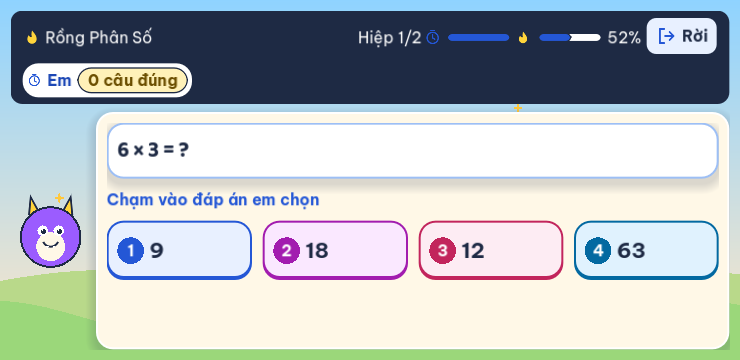 Rồng Phân Số
Hiệp 1/2
52%
Rời
Em
0 câu đúng
6 × 3 = ?
Chạm vào đáp án em chọn
1 9
2 18
3 12
4 63